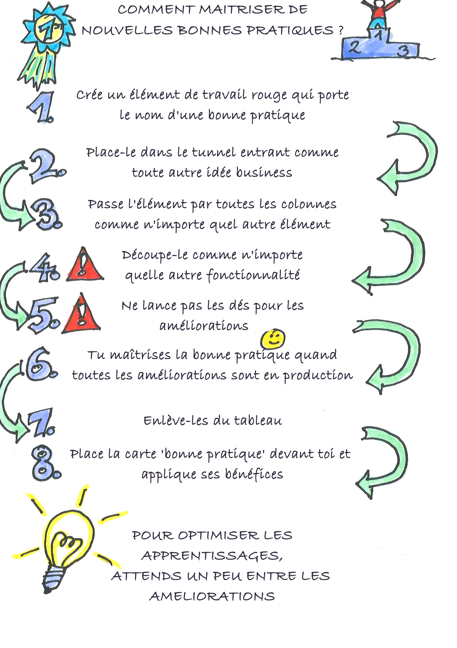 COMMENT MAITRISER DE
NOUVELLES BONNES PRATIQUES ?
1er
1
2
3
1.
Crée un élément de travail rouge qui porte
le nom d'une bonne pratique
2.
Place-le dans le tunnel entrant comme
toute autre idée business
3.
Passe l'élément par toutes les colonnes
comme n'importe quel autre élément
4.
!
Découpe-le comme n'importe
quelle autre fonctionnalité
5.
!
Ne lance pas les dés pour les
améliorations
6.
Tu maîtrises la bonne pratique quand
toutes les améliorations sont en production
7.
Enlève-les du tableau
8.
Place la carte 'bonne pratique' devant toi et
applique ses bénéfices
POUR OPTIMISER LES
APPRENTISSAGES,
ATTENDS UN PEU ENTRE LES
AMELIORATIONS